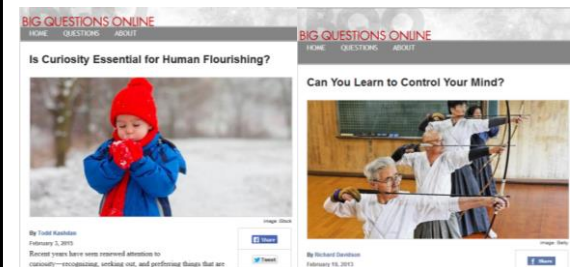 BIG QUESTIONS ONLINE
HOME QUESTIONS ABOUT
Is Curiosity Essential for Human Flourishing?
image: iStock
By Todd Kashdan
February 3, 2015
Share
Recent years have seen renewed attention to
Tweet
curiosity—recognizing, seeking out, and preferring things that are
BIG QUESTIONS ONLINE
HOME QUESTIONS ABOUT
Can You Learn to Control Your Mind?
image: Getty
By Richard Davidson
Share
February 19, 2013